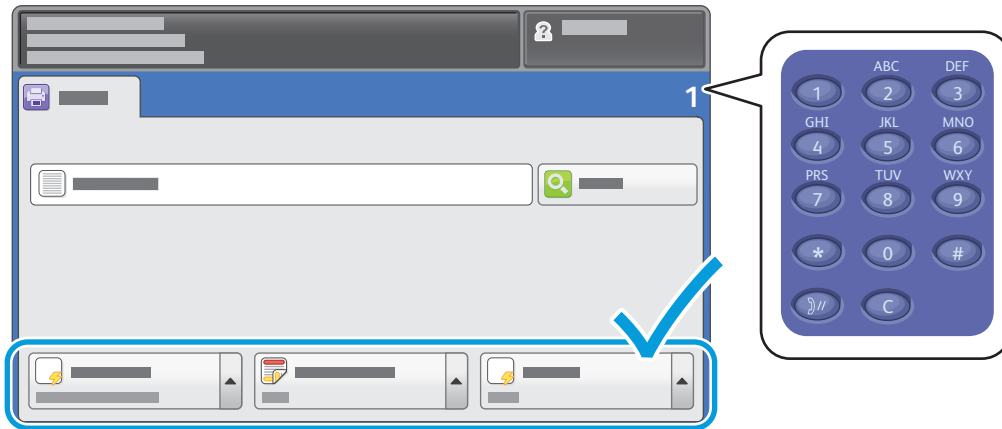 ?
1
ABC DEF
1 2 3
GHI JKL MNO
4 5 6
PRS TUV WXY
7 8 9
* 0 #
C